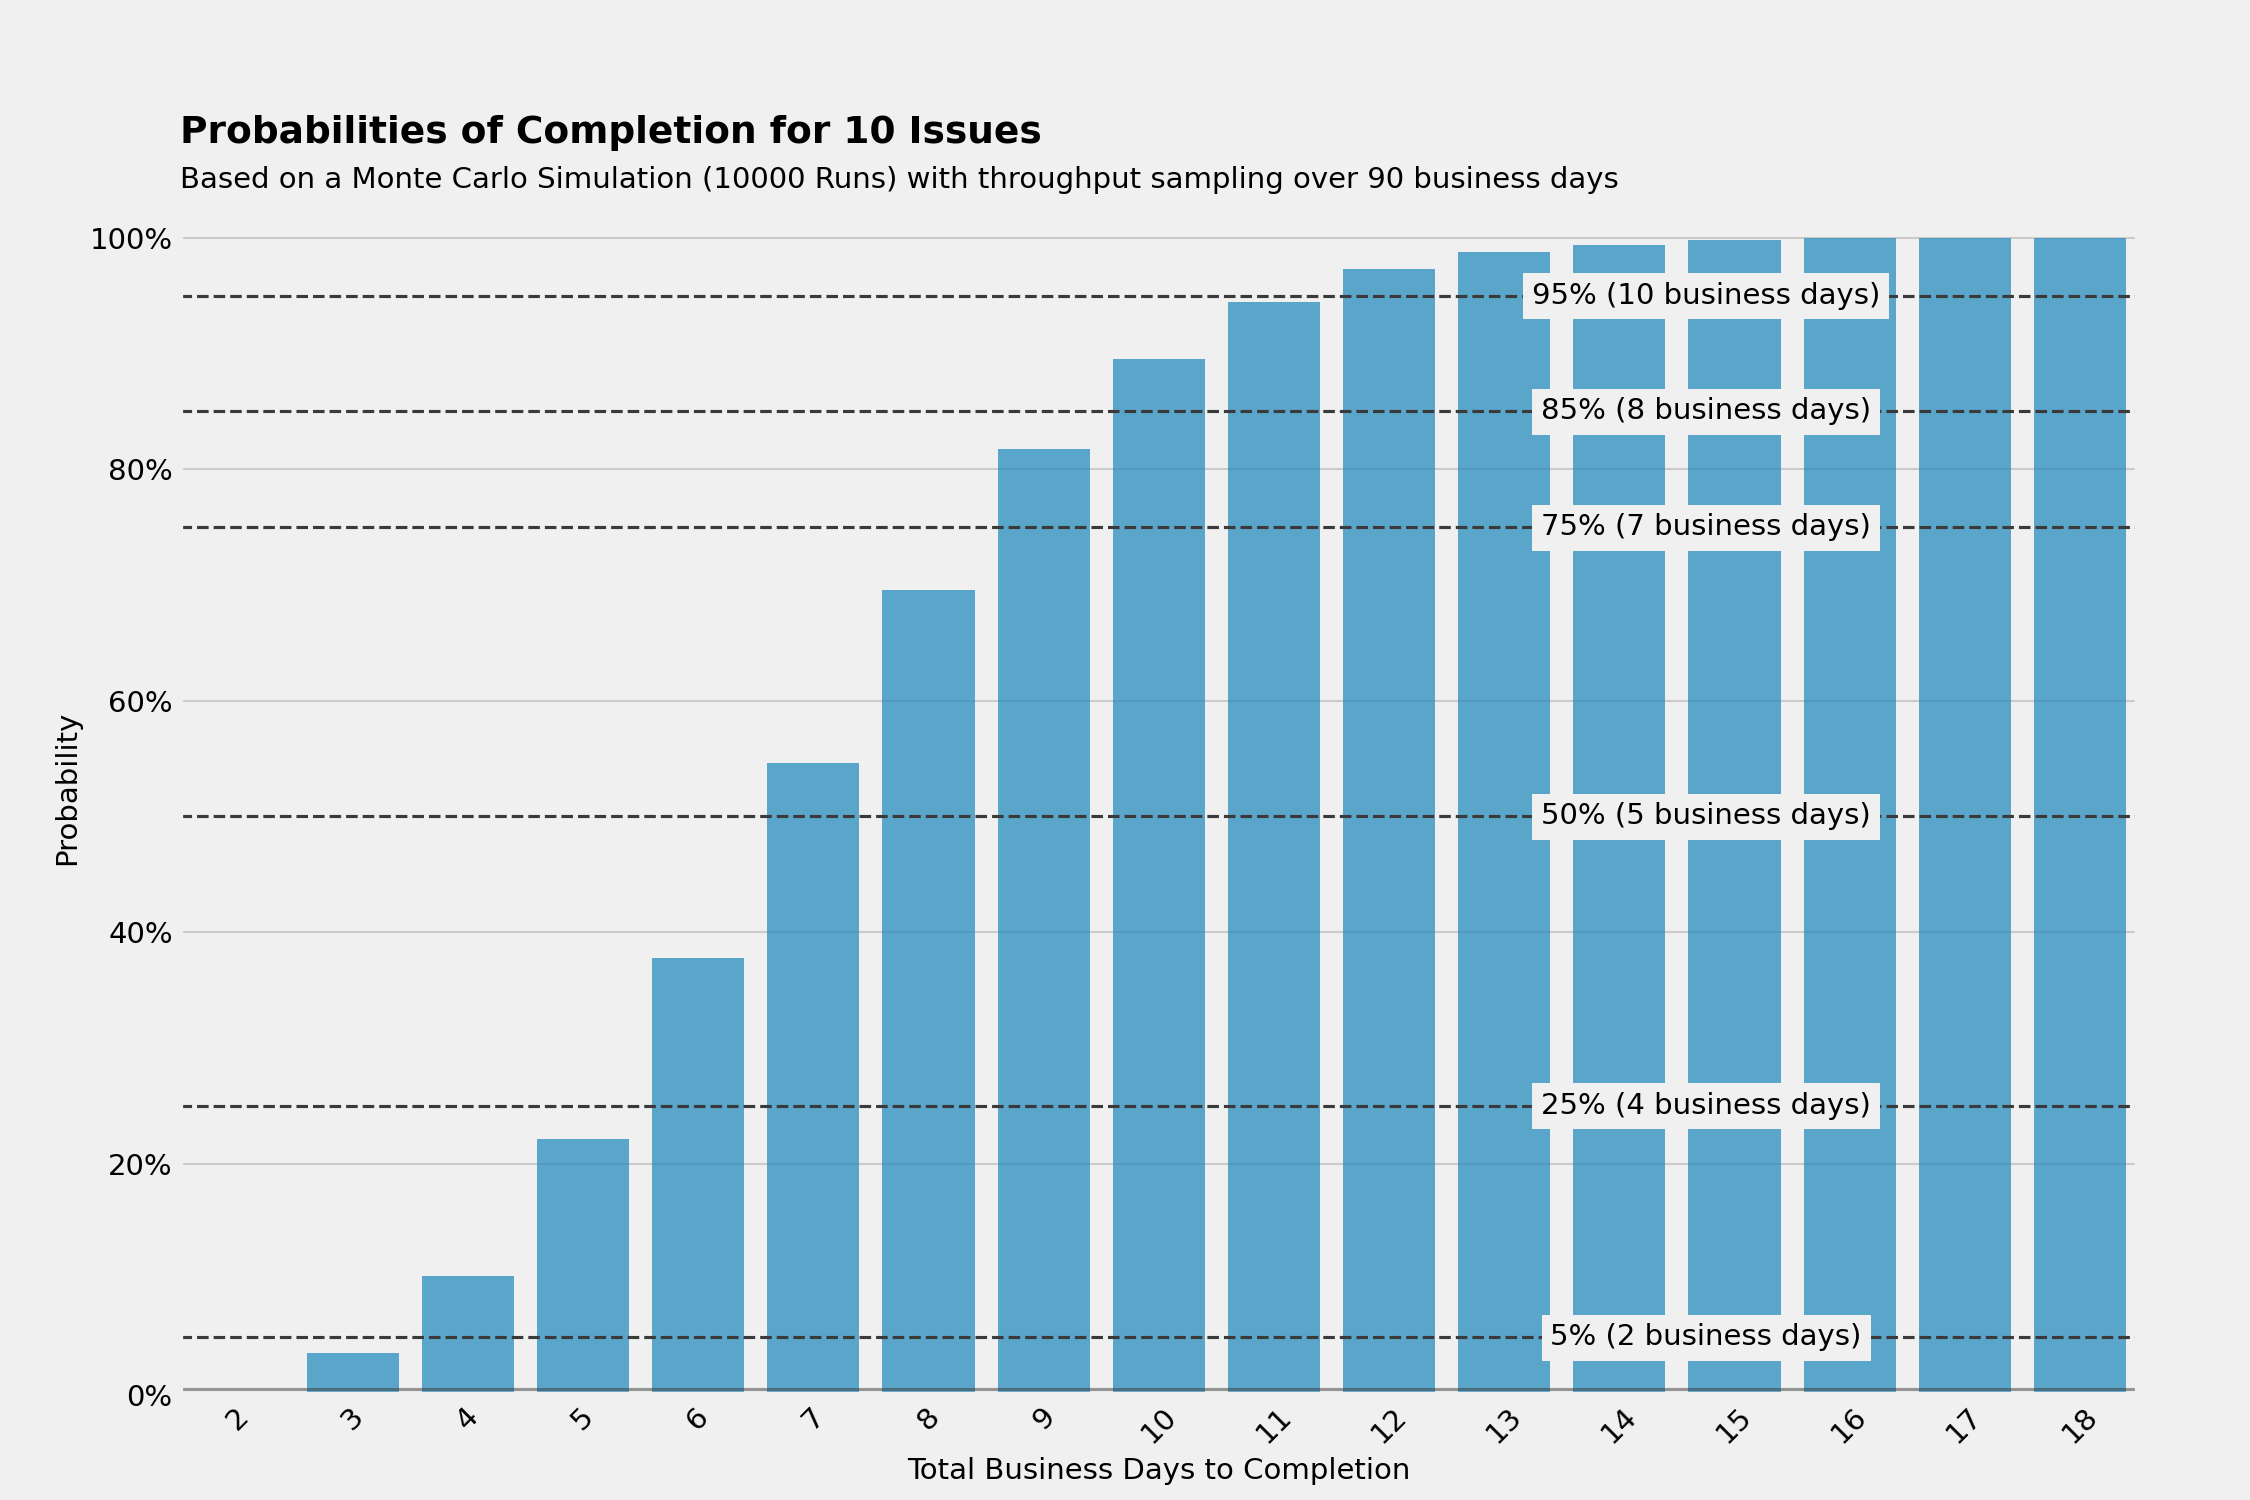 Probabilities of Completion for 10 Issues
Based on a Monte Carlo Simulation (10000 Runs) with throughput sampling over 90 business days
100%
95% (10 business days)
85% (8 business days)
80%
75% (7 business days)
60%
Probability
50% (5 business days)
40%
25% (4 business days)
20%
5% (2 business days)
0%
2 3 4 5 6 7 8 9 10 11 12 13 14 15 16 17 18
Total Business Days to Completion